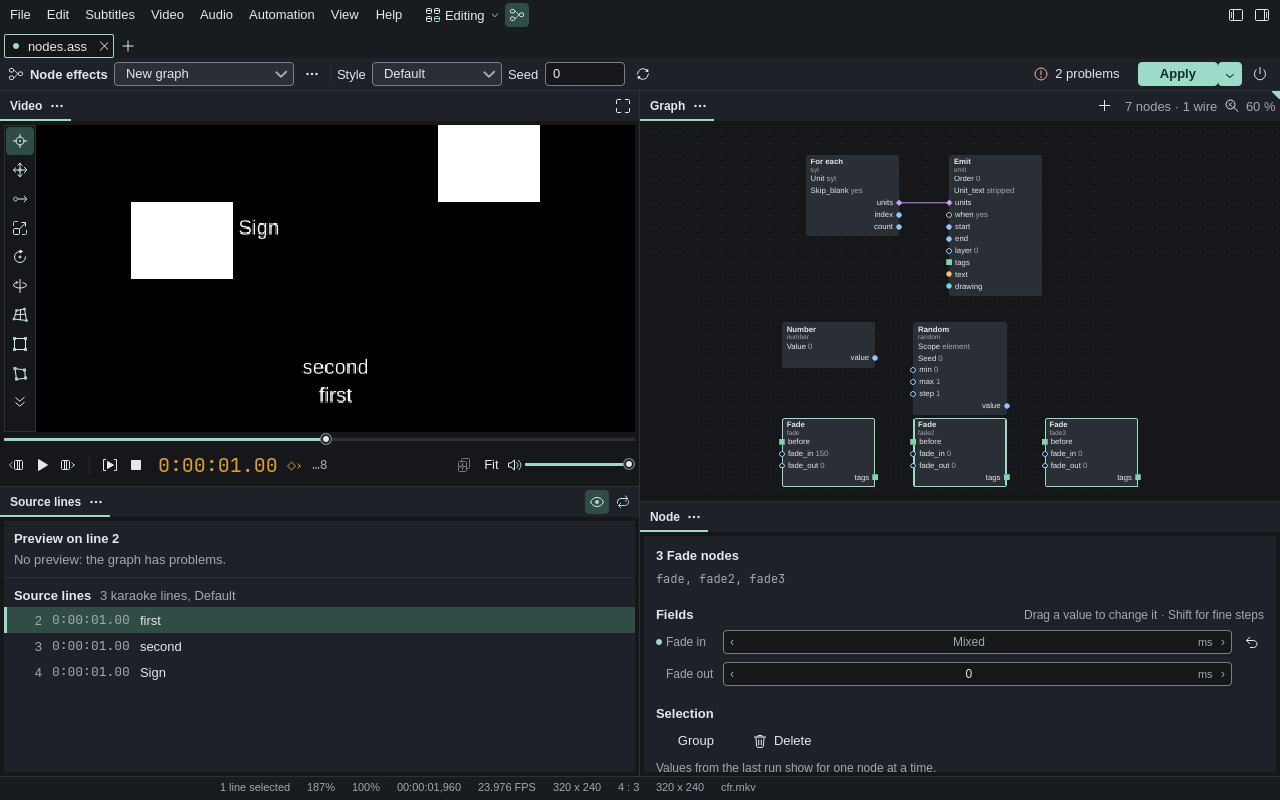 File Edit Subtitles Video Audio Automation View Help Editing
nodes.ass
Node effects New graph Style Default Seed 0 2 problems Apply
Video
Graph 7 nodes · 1 wire 60 %
Sign
second
first
For each
syl
Unit syl
Skip_blank yes
units
index
count
Emit
emit
Order 0
Unit_text stripped
units
when yes
start
end
layer 0
tags
text
drawing
Number
number
Value 0
value
Random
random
Scope element
Seed 0
min 0
max 1
step 1
value
Fade
fade
before
fade_in 150
fade_out 0
tags
Fade
fade2
before
fade_in 0
fade_out 0
tags
Fade
fade3
before
fade_in 0
fade_out 0
tags
0:00:01.00 ...8 Fit
Source lines
Preview on line 2
No preview: the graph has problems.
Source lines 3 karaoke lines, Default
2 0:00:01.00 first
3 0:00:01.00 second
4 0:00:01.00 Sign
Node
3 Fade nodes
fade, fade2, fade3
Fields Drag a value to change it · Shift for fine steps
Fade in Mixed ms
Fade out 0 ms
Selection
Group Delete
Values from the last run show for one node at a time.
1 line selected 187% 100% 00:00:01,960 23.976 FPS 320 x 240 4 : 3 320 x 240 cfr.mkv